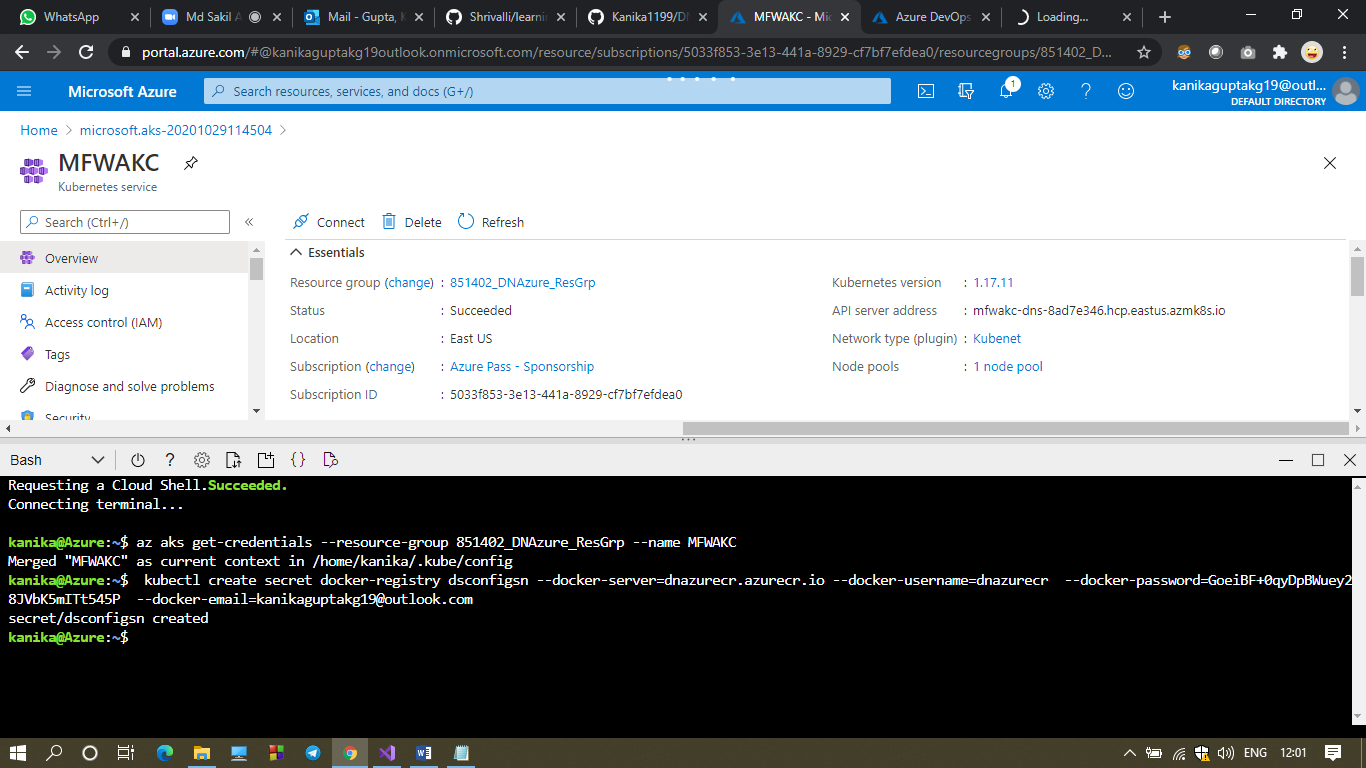 WhatsApp
Md Sakil A
Mail - Gupta, K
Shrivalli/learni
Kanika1199/DN
MFWAKC - Mic
Azure DevOps
Loading...
portal.azure.com/#@kanikaguptakg19outlook.onmicrosoft.com/resource/subscriptions/5033f853-3e13-441a-8929-cf7bf7efdea0/resourcegroups/851402_D...
Microsoft Azure
Search resources, services, and docs (G+/)
1
kanikaguptakg19@outl...
DEFAULT DIRECTORY
Home > microsoft.aks-20201029114504 >
MFWAKC
Kubernetes service
Search (Ctrl+/)
«
Connect
Delete
Refresh
Overview
Activity log
Access control (IAM)
Tags
Diagnose and solve problems
Security
Essentials
Resource group (change) : 851402_DNAzure_ResGrp
Status : Succeeded
Location : East US
Subscription (change) : Azure Pass - Sponsorship
Subscription ID : 5033f853-3e13-441a-8929-cf7bf7efdea0
Kubernetes version : 1.17.11
API server address : mfwakc-dns-8ad7e346.hcp.eastus.azmk8s.io
Network type (plugin) : Kubenet
Node pools : 1 node pool
Bash
Requesting a Cloud Shell.Succeeded.
Connecting terminal...
kanika@Azure:~$ az aks get-credentials --resource-group 851402_DNAzure_ResGrp --name MFWAKC
Merged "MFWAKC" as current context in /home/kanika/.kube/config
kanika@Azure:~$  kubectl create secret docker-registry dsconfigsn --docker-server=dnazurecr.azurecr.io --docker-username=dnazurecr  --docker-password=GoeiBF+0qyDpBWuey2
8JVbK5mITt545P  --docker-email=kanikaguptakg19@outlook.com
secret/dsconfigsn created
kanika@Azure:~$
ENG
12:01